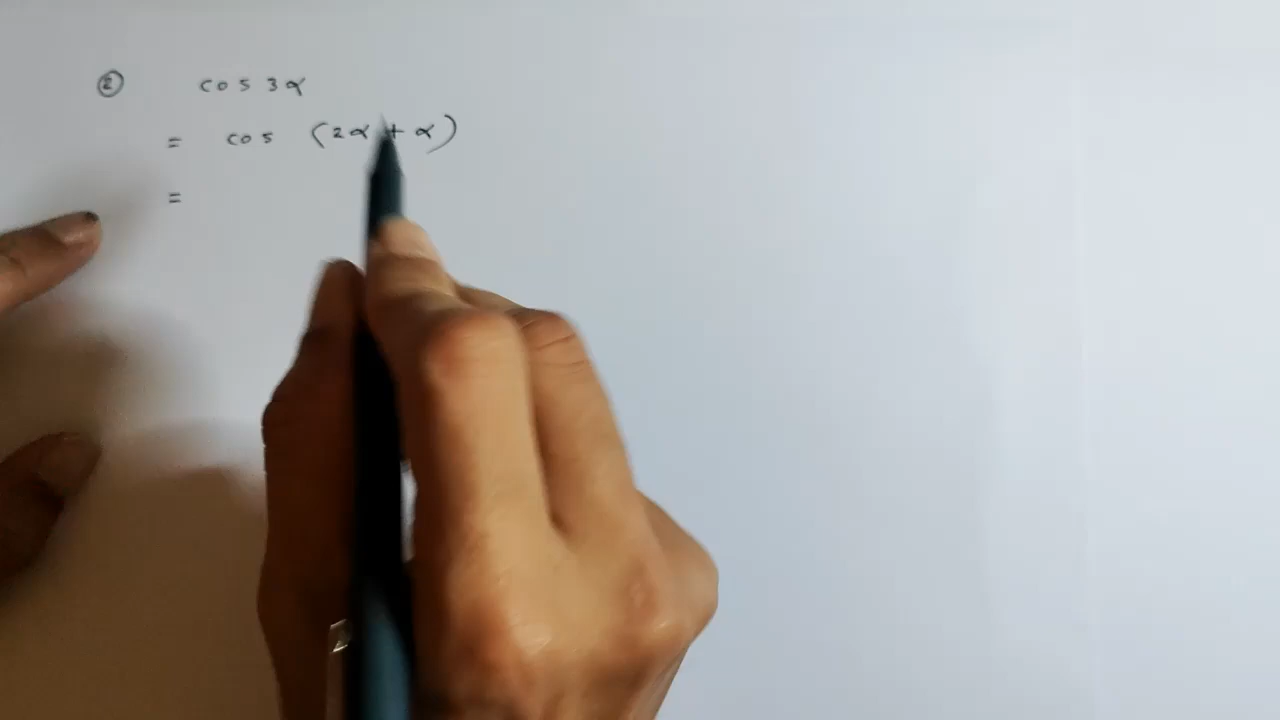 ② cos 3α
= cos (2α + α)
=